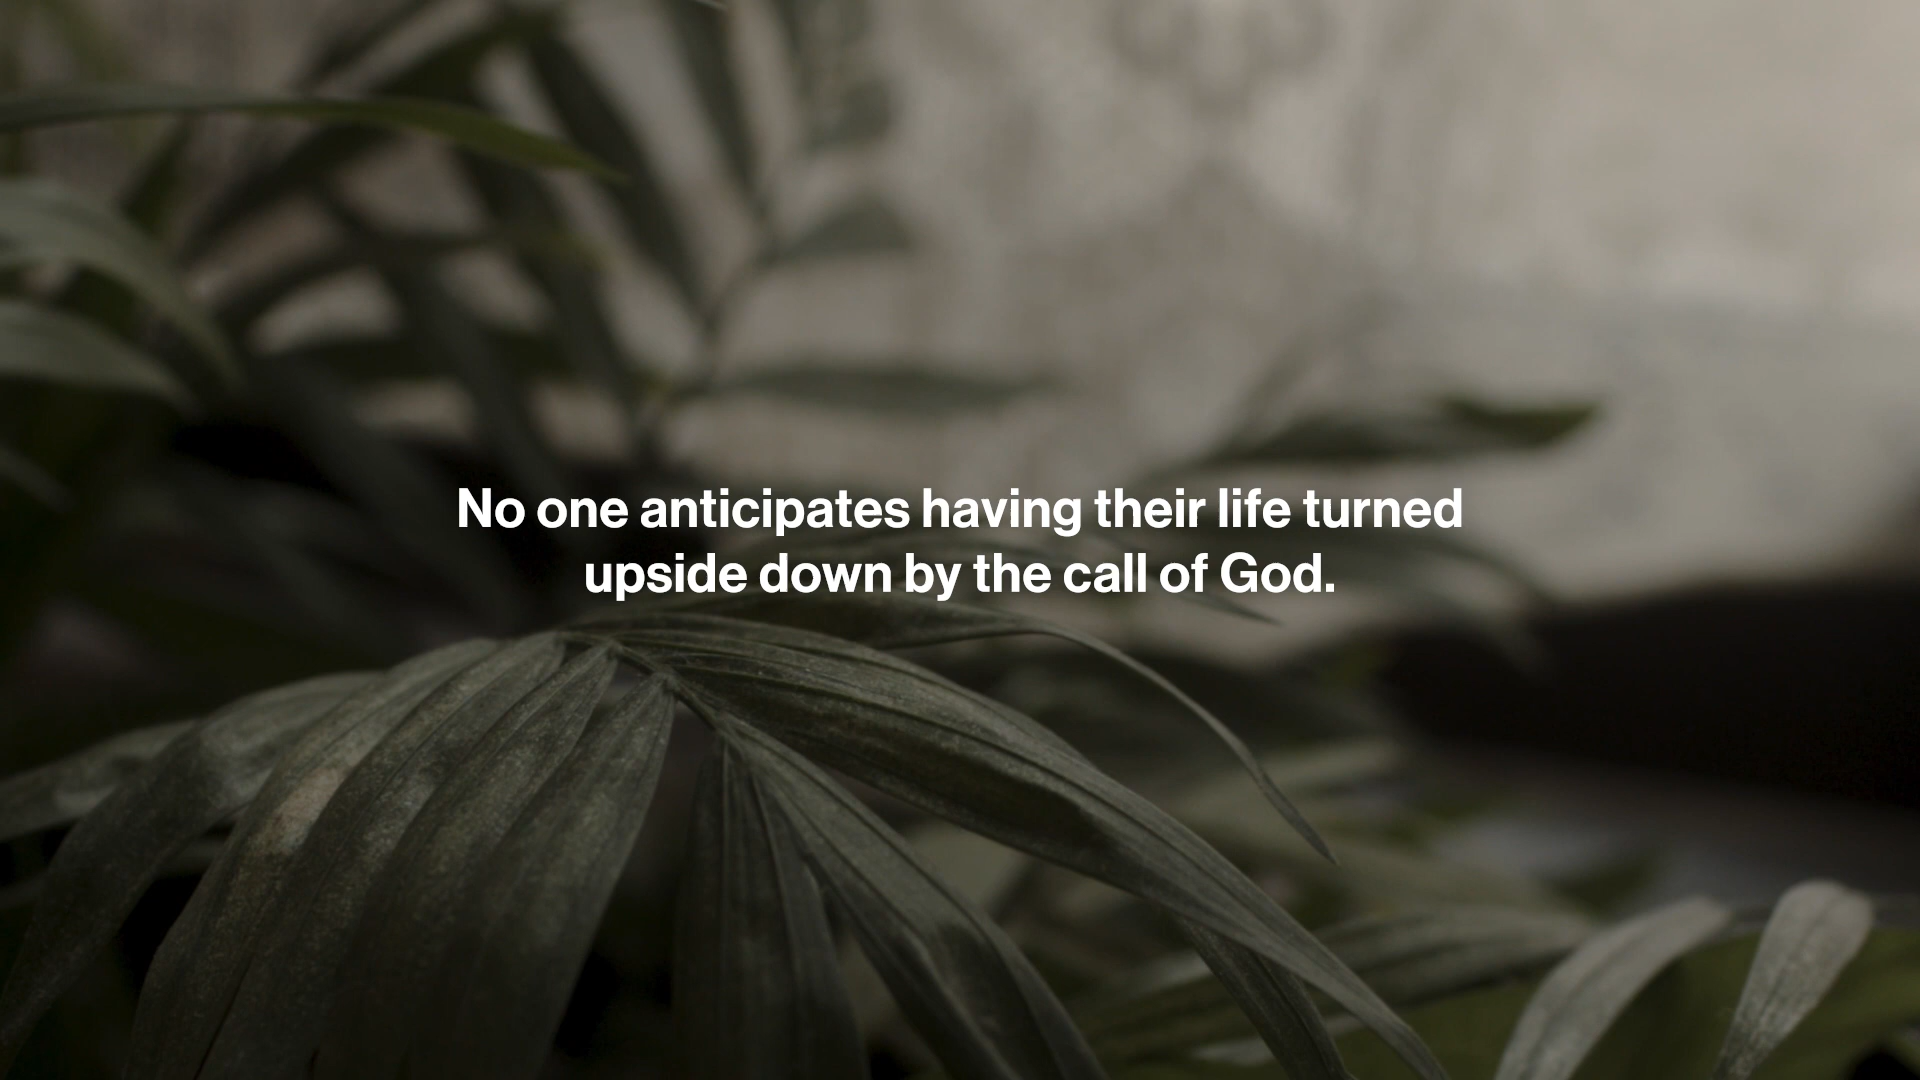 No one anticipates having their life turned
upside down by the call of God.